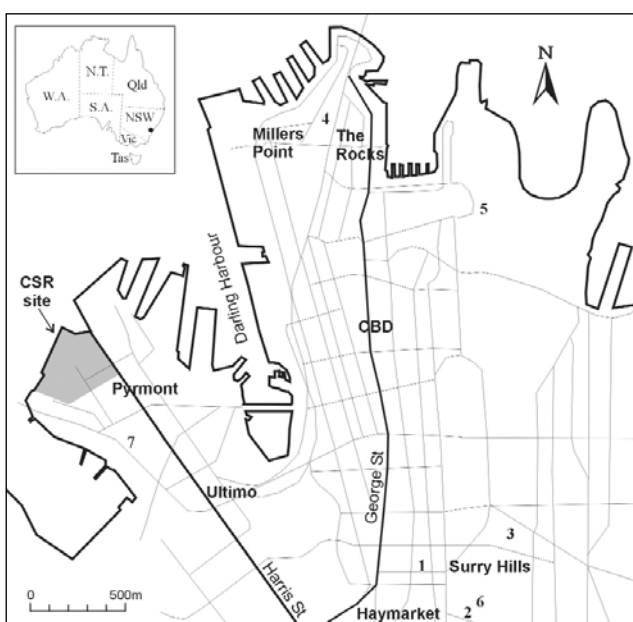 N.T.
W.A.
Qld
S.A.
NSW
Vic
Tas
N
4
Millers
Point
The
Rocks
5
Darling Harbour
CSR
site
CBD
Pyrmont
7
George St
Ultimo
3
Harris St
1
Surry Hills
0
500m
6
Haymarket
2